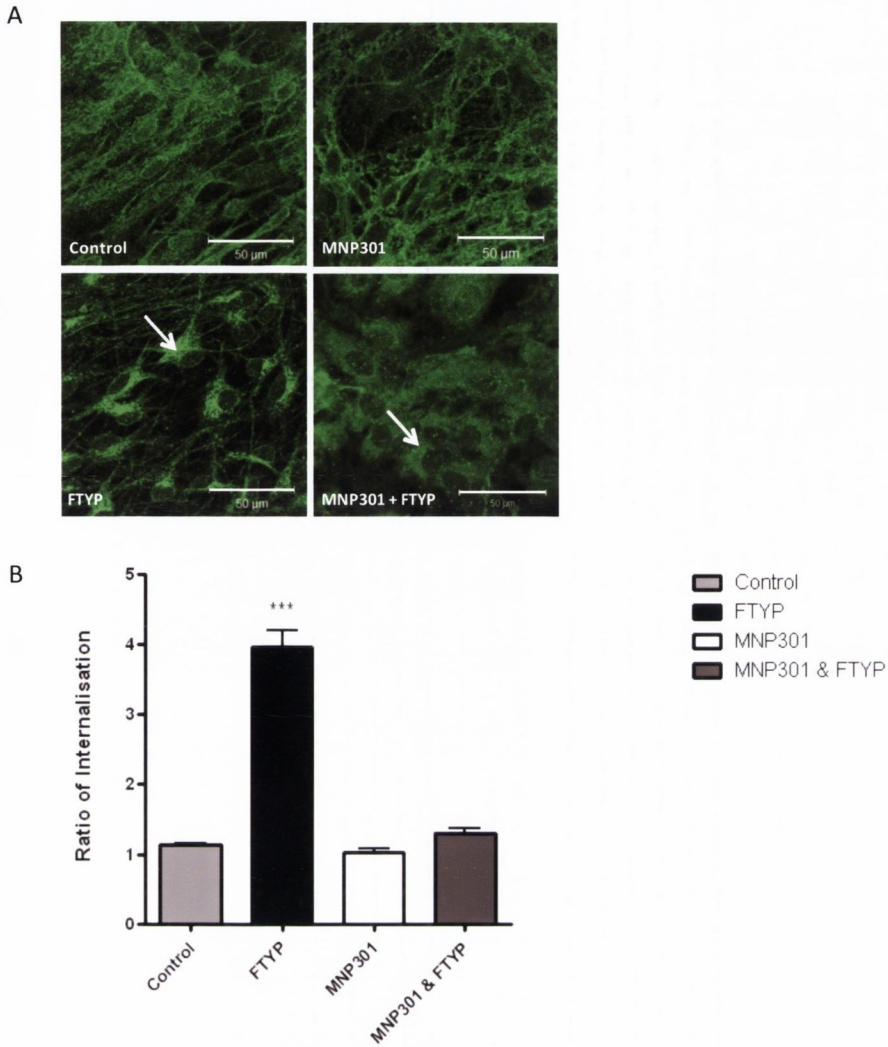 A
Control
50 µm
MNP301
50 µm
FTYP
50 µm
MNP301 + FTYP
50 µm
B
5
4
3
2
1
0
Ratio of Internalisation
***
Control
FTYP
MNP301
MNP301 & FTYP
Control
FTYP
MNP301
MNP301 & FTYP